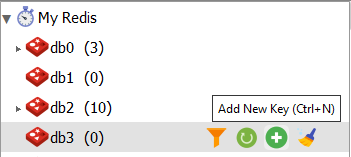 My Redis
db0 (3)
db1 (0)
db2 (10)
Add New Key (Ctrl+N)
db3 (0)